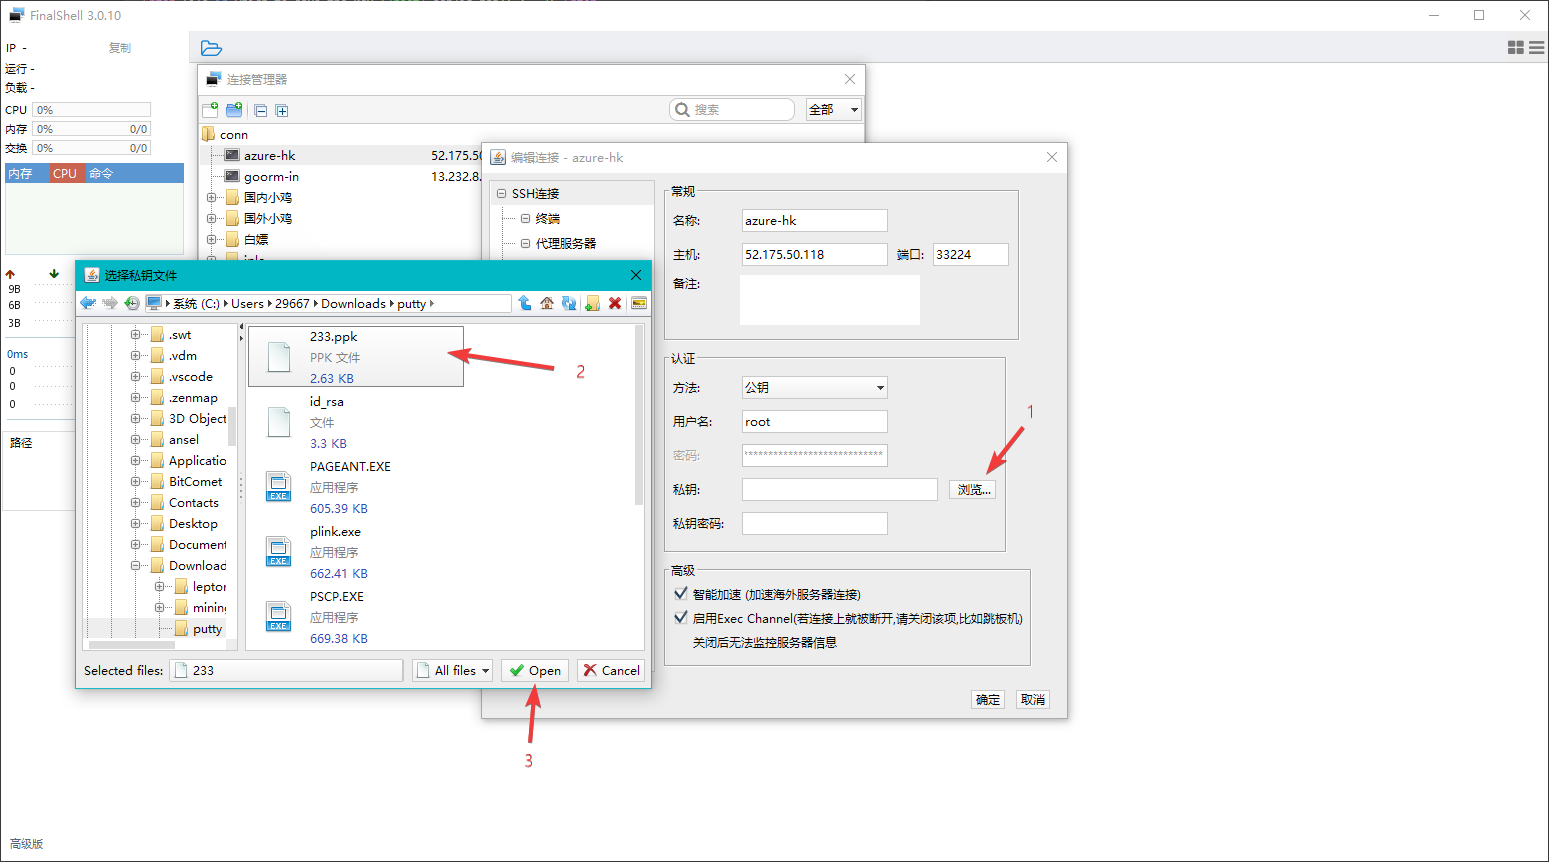 FinalShell 3.0.10
IP -
复制
运行 -
负载 -
CPU 0%
内存 0% 0/0
交换 0% 0/0
内存 CPU 命令
9B
6B
3B
0ms
0
0
0
路径
高级版
连接管理器
搜索
全部
conn
azure-hk 52.175.50
goorm-in 13.232.8.
国内小鸡
国外小鸡
白嫖
编辑连接 - azure-hk
SSH连接
终端
代理服务器
常规
名称: azure-hk
主机: 52.175.50.118 端口: 33224
备注:
认证
方法: 公钥
用户名: root
密码: ****************************
私钥: 浏览...
私钥密码:
高级
智能加速 (加速海外服务器连接)
启用Exec Channel(若连接上就被断开,请关闭该项,比如跳板机)
关闭后无法监控服务器信息
确定 取消
选择私钥文件
系统 (C:) Users 29667 Downloads putty
.swt
.vdm
.vscode
.zenmap
3D Object
ansel
Applicatio
BitComet
Contacts
Desktop
Document
Download
lepton
mining
putty
233.ppk
PPK 文件
2.63 KB
id_rsa
文件
3.3 KB
PAGEANT.EXE
应用程序
605.39 KB
plink.exe
应用程序
662.41 KB
PSCP.EXE
应用程序
669.38 KB
Selected files: 233 All files Open Cancel
1
2
3